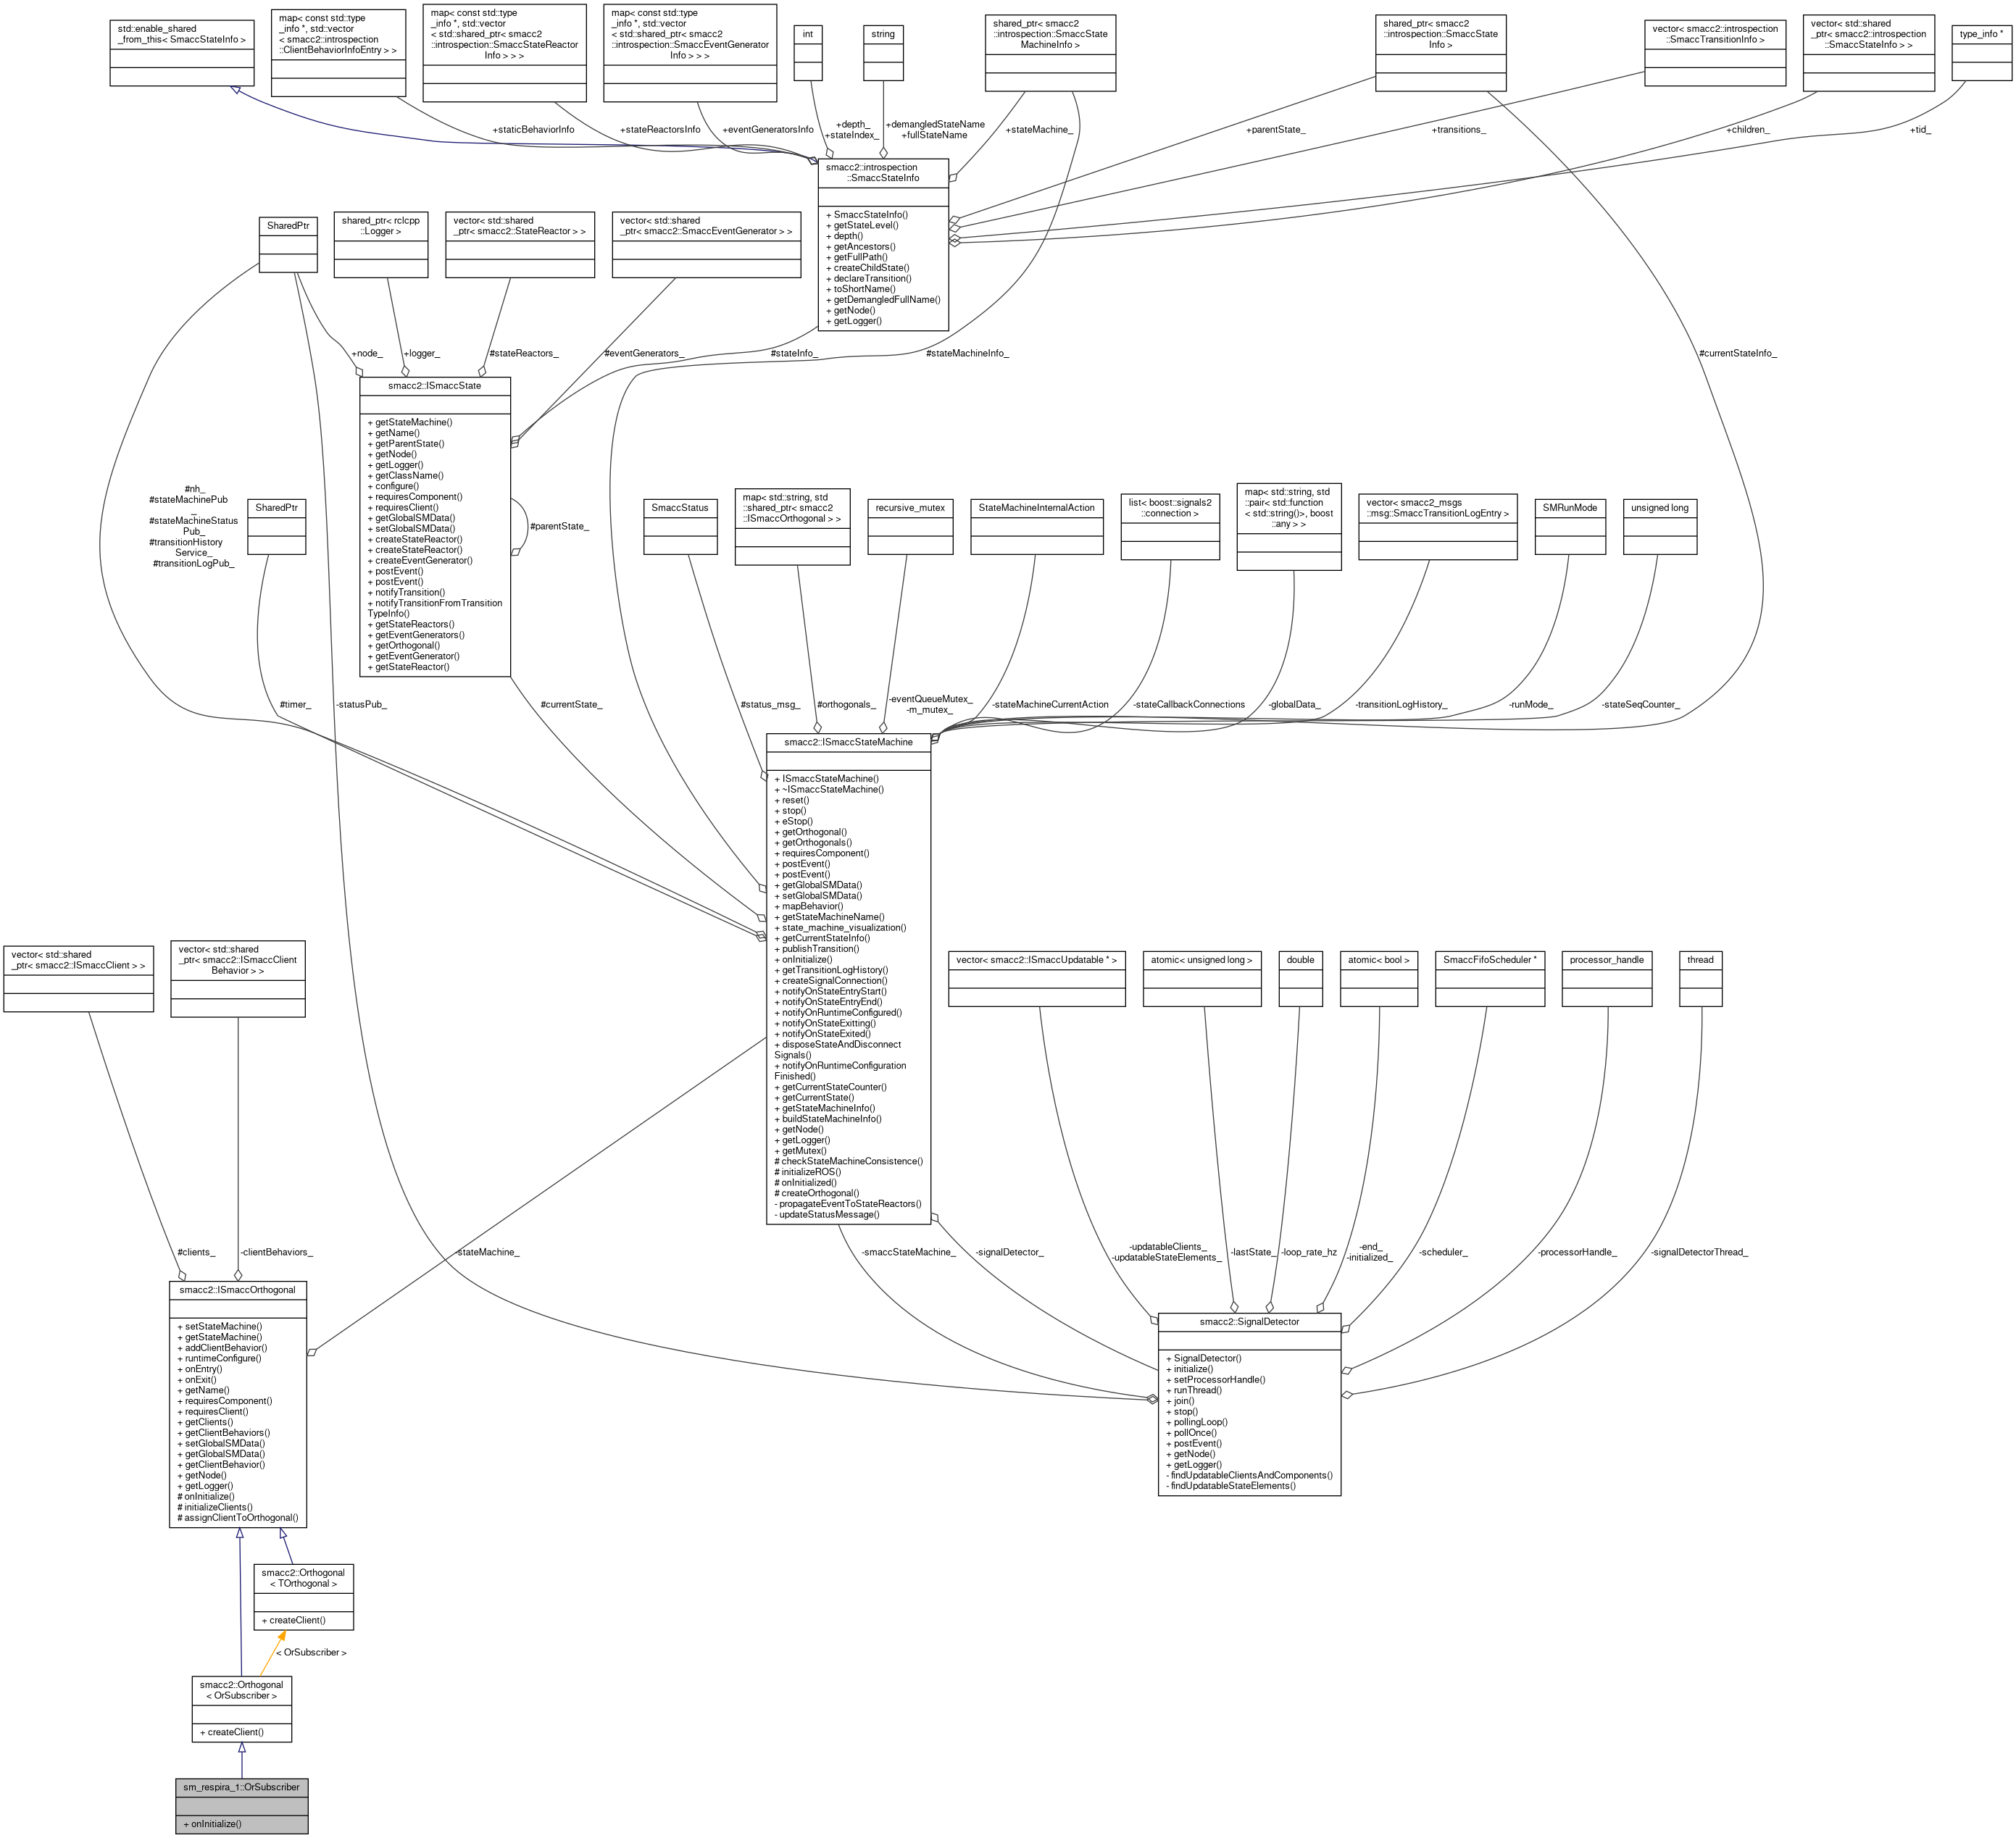 std::enable_shared
_from_this< SmaccStateInfo >
map< const std::type
_info *, std::vector
< smacc2::introspection
::ClientBehaviorInfoEntry > >
map< const std::type
_info *, std::vector
< std::shared_ptr< smacc2
::introspection::SmaccStateReactor
Info > > >
map< const std::type
_info *, std::vector
< std::shared_ptr< smacc2
::introspection::SmaccEventGenerator
Info > > >
int
string
shared_ptr< smacc2
::introspection::SmaccState
MachineInfo >
shared_ptr< smacc2
::introspection::SmaccState
Info >
vector< smacc2::introspection
::SmaccTransitionInfo >
vector< std::shared
_ptr< smacc2::introspection
::SmaccStateInfo > >
type_info *
+staticBehaviorInfo
+stateReactorsInfo
+eventGeneratorsInfo
+depth_
+stateIndex_
+demangledStateName
+fullStateName
+stateMachine_
+parentState_
+transitions_
+children_
+tid_
smacc2::introspection
::SmaccStateInfo
+ SmaccStateInfo()
+ getStateLevel()
+ depth()
+ getAncestors()
+ getFullPath()
+ createChildState()
+ declareTransition()
+ toShortName()
+ getDemangledFullName()
+ getNode()
+ getLogger()
SharedPtr
shared_ptr< rclcpp
::Logger >
vector< std::shared
_ptr< smacc2::StateReactor > >
vector< std::shared
_ptr< smacc2::SmaccEventGenerator > >
+node_
+logger_
#stateReactors_
#eventGenerators_
#stateInfo_
#stateMachineInfo_
#currentStateInfo_
smacc2::ISmaccState
+ getStateMachine()
+ getName()
+ getParentState()
+ getNode()
+ getLogger()
+ getClassName()
+ configure()
+ requiresComponent()
+ requiresClient()
+ getGlobalSMData()
+ setGlobalSMData()
+ createStateReactor()
+ createStateReactor()
+ createEventGenerator()
+ postEvent()
+ postEvent()
+ notifyTransition()
+ notifyTransitionFromTransition
TypeInfo()
+ getStateReactors()
+ getEventGenerators()
+ getOrthogonal()
+ getEventGenerator()
+ getStateReactor()
#parentState_
#nh_
#stateMachinePub
_
#stateMachineStatus
Pub_
#transitionHistory
Service_
#transitionLogPub_
SharedPtr
SmaccStatus
map< std::string, std
::shared_ptr< smacc2
::ISmaccOrthogonal > >
recursive_mutex
StateMachineInternalAction
list< boost::signals2
::connection >
map< std::string, std
::pair< std::function
< std::string()>, boost
::any > >
vector< smacc2_msgs
::msg::SmaccTransitionLogEntry >
SMRunMode
unsigned long
#timer_
-statusPub_
#currentState_
#status_msg_
#orthogonals_
-eventQueueMutex_
-m_mutex_
-stateMachineCurrentAction
-stateCallbackConnections
-globalData_
-transitionLogHistory_
-runMode_
-stateSeqCounter_
smacc2::ISmaccStateMachine
+ ISmaccStateMachine()
+ ~ISmaccStateMachine()
+ reset()
+ stop()
+ eStop()
+ getOrthogonal()
+ getOrthogonals()
+ requiresComponent()
+ postEvent()
+ postEvent()
+ getGlobalSMData()
+ setGlobalSMData()
+ mapBehavior()
+ getStateMachineName()
+ state_machine_visualization()
+ getCurrentStateInfo()
+ publishTransition()
+ onInitialize()
+ getTransitionLogHistory()
+ createSignalConnection()
+ notifyOnStateEntryStart()
+ notifyOnStateEntryEnd()
+ notifyOnRuntimeConfigured()
+ notifyOnStateExitting()
+ notifyOnStateExited()
+ disposeStateAndDisconnect
Signals()
+ notifyOnRuntimeConfiguration
Finished()
+ getCurrentStateCounter()
+ getCurrentState()
+ getStateMachineInfo()
+ buildStateMachineInfo()
+ getNode()
+ getLogger()
+ getMutex()
# checkStateMachineConsistence()
# initializeROS()
# onInitialized()
# createOrthogonal()
- propagateEventToStateReactors()
- updateStatusMessage()
vector< std::shared
_ptr< smacc2::ISmaccClient > >
vector< std::shared
_ptr< smacc2::ISmaccClient
Behavior > >
vector< smacc2::ISmaccUpdatable * >
atomic< unsigned long >
double
atomic< bool >
SmaccFifoScheduler *
processor_handle
thread
#clients_
-clientBehaviors_
-stateMachine_
-smaccStateMachine_
-signalDetector_
-updatableClients_
-updatableStateElements_
-lastState_
-loop_rate_hz
-end_
-initialized_
-scheduler_
-processorHandle_
-signalDetectorThread_
smacc2::ISmaccOrthogonal
+ setStateMachine()
+ getStateMachine()
+ addClientBehavior()
+ runtimeConfigure()
+ onEntry()
+ onExit()
+ getName()
+ requiresComponent()
+ requiresClient()
+ getClients()
+ getClientBehaviors()
+ setGlobalSMData()
+ getGlobalSMData()
+ getClientBehavior()
+ getNode()
+ getLogger()
# onInitialize()
# initializeClients()
# assignClientToOrthogonal()
smacc2::SignalDetector
+ SignalDetector()
+ initialize()
+ setProcessorHandle()
+ runThread()
+ join()
+ stop()
+ pollingLoop()
+ pollOnce()
+ postEvent()
+ getNode()
+ getLogger()
- findUpdatableClientsAndComponents()
- findUpdatableStateElements()
smacc2::Orthogonal
< TOrthogonal >
+ createClient()
< OrSubscriber >
smacc2::Orthogonal
< OrSubscriber >
+ createClient()
sm_respira_1::OrSubscriber
+ onInitialize()